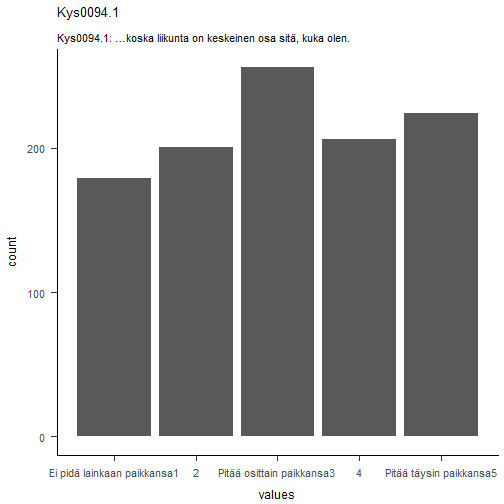 Kys0094.1
Kys0094.1: …koska liikunta on keskeinen osa sitä, kuka olen.
count
200
100
0
Ei pidä lainkaan paikkansa1 2 Pitää osittain paikkansa3 4 Pitää täysin paikkansa5
values